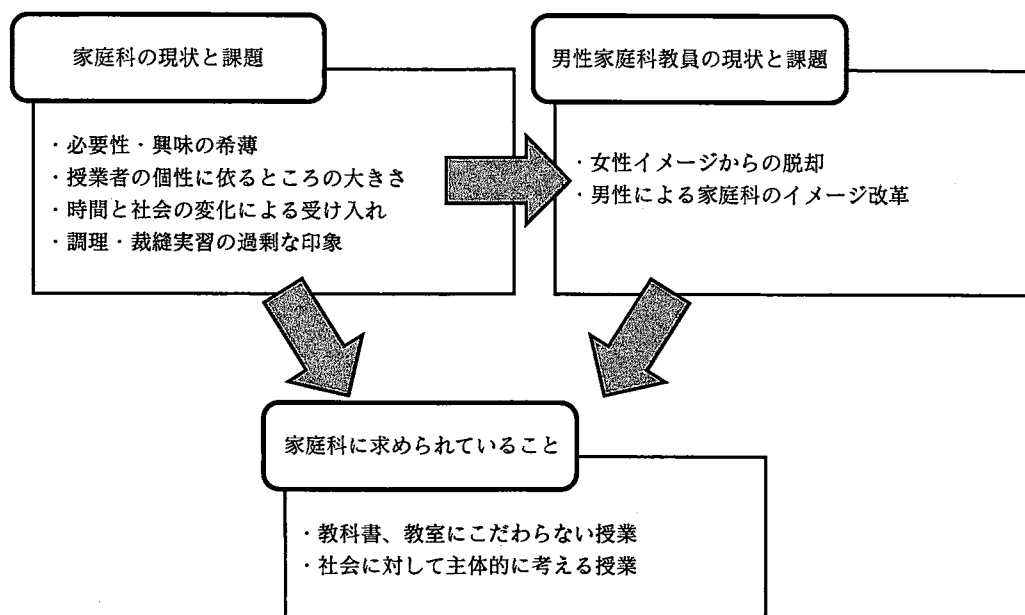 家庭科の現状と課題
・必要性・興味の希薄
・授業者の個性に依るところの大きさ
・時間と社会の変化による受け入れ
・調理・裁縫実習の過剰な印象
男性家庭科教員の現状と課題
・女性イメージからの脱却
・男性による家庭科のイメージ改革
家庭科に求められていること
・教科書、教室にこだわらない授業
・社会に対して主体的に考える授業